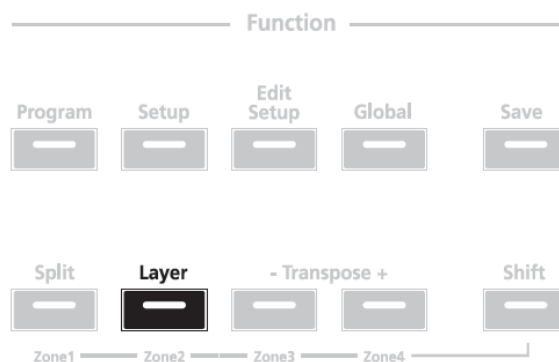 Function
Program Setup Edit Setup Global Save
Split Layer - Transpose + Shift
Zone1 Zone2 Zone3 Zone4